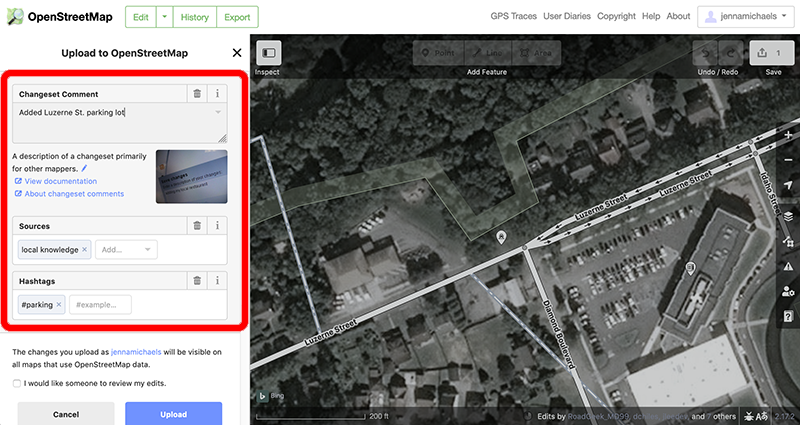 OpenStreetMap
Edit
History
Export
GPS Traces
User Diaries
Copyright
Help
About
jennamichaels
Upload to OpenStreetMap
Changeset Comment
Added Luzerne St. parking lot
A description of a changeset primarily
for other mappers.
View documentation
About changeset comments
Sources
local knowledge
Add...
Hashtags
#parking
#example...
The changes you upload as jennamichaels will be visible on
all maps that use OpenStreetMap data.
I would like someone to review my edits.
Cancel
Upload
Inspect
Point
Line
Area
Add Feature
Undo / Redo
1
Save
Luzerne Street
Luzerne Street
Idaho Street
Luzerne Street
Diamond Boulevard
Bing
200 ft
Edits by RoadGeek_MD99, and 7 others
2.17.2